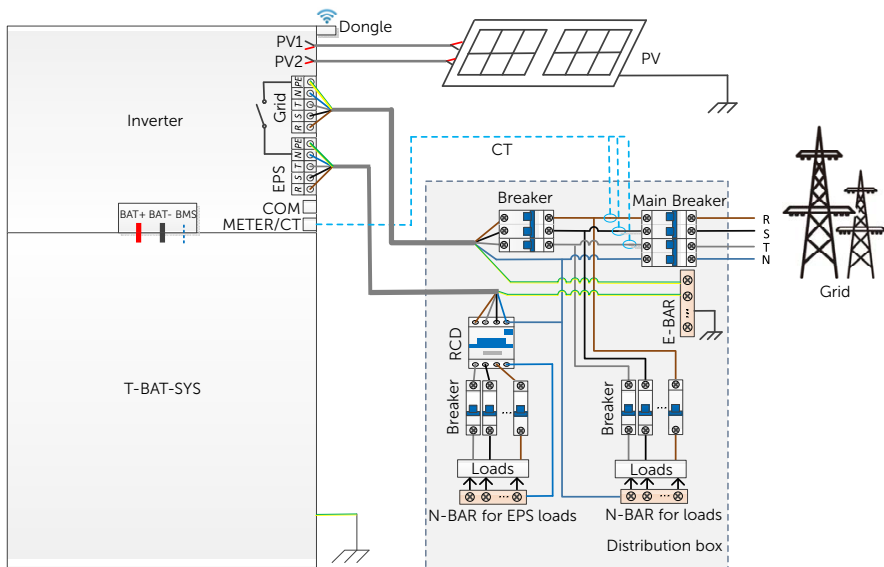 Dongle
PV1
PV2
PV
Inverter
Grid
PE
N
T
S
R
EPS
PE
N
T
S
R
CT
Breaker
Main Breaker
R
S
T
N
BAT+ BAT- BMS
COM
METER/CT
Grid
E-BAR
RCD
T-BAT-SYS
Breaker
Breaker
Loads
Loads
N-BAR for EPS loads
N-BAR for loads
Distribution box